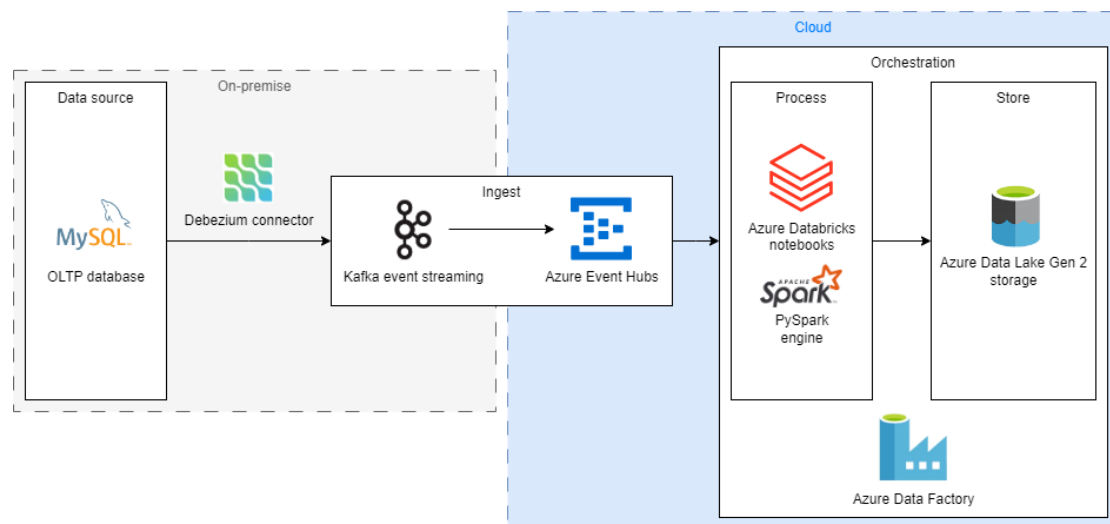 Cloud
Orchestration
On-premise
Data source
Process
Store
Ingest
Debezium connector
MySQL
OLTP database
Kafka event streaming
Azure Event Hubs
Azure Databricks
notebooks
APACHE
Spark
PySpark
engine
Azure Data Lake Gen 2
storage
Azure Data Factory